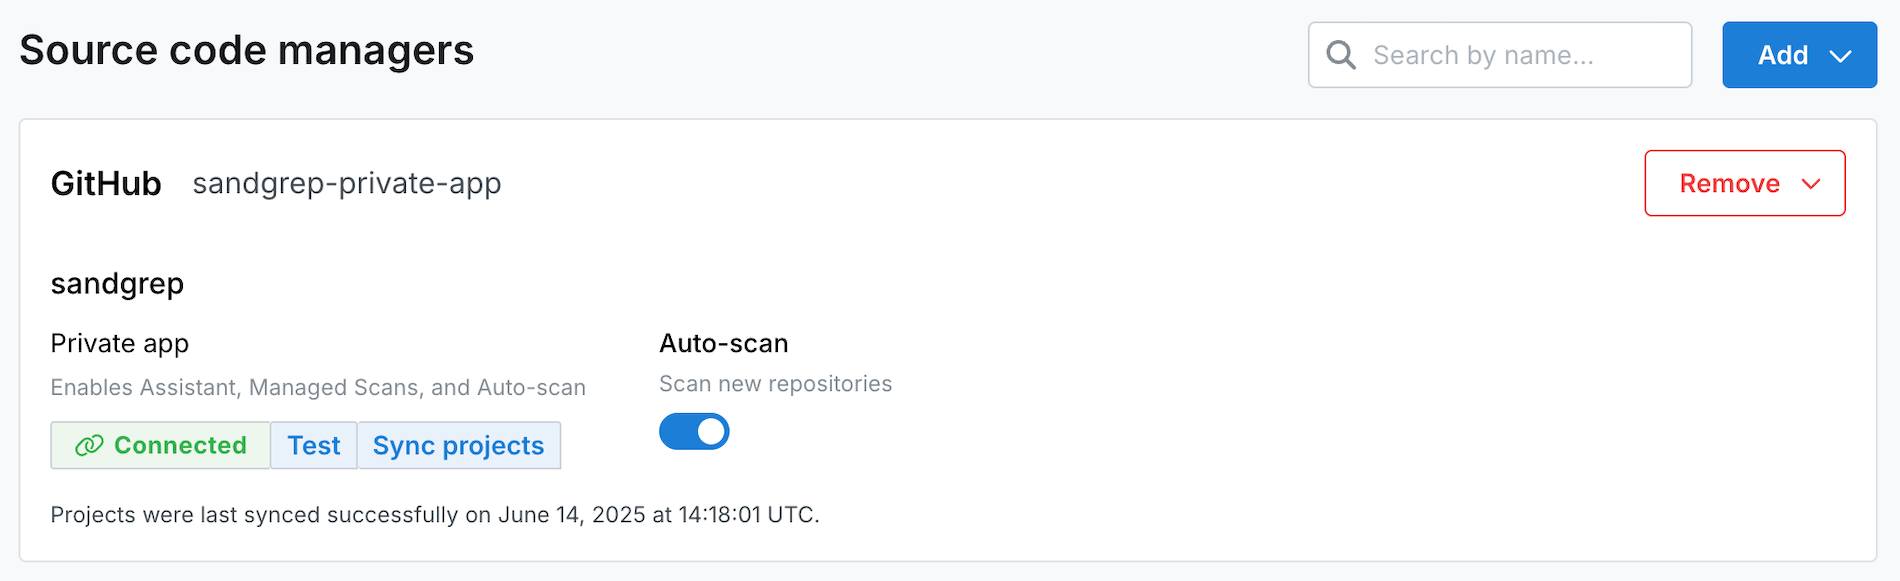 Source code managers
Search by name...
Add
GitHub sandgrep-private-app
Remove
sandgrep
Private app
Enables Assistant, Managed Scans, and Auto-scan
Connected Test Sync projects
Auto-scan
Scan new repositories
Projects were last synced successfully on June 14, 2025 at 14:18:01 UTC.